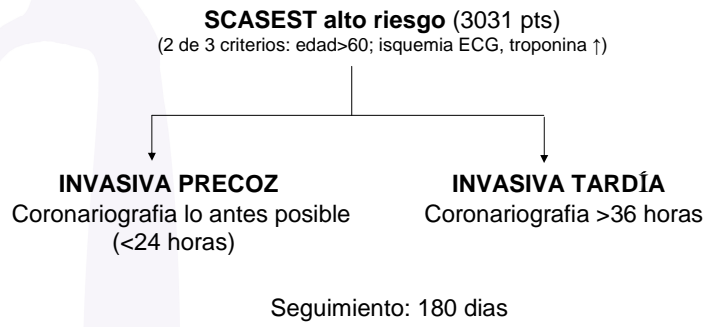 SCASEST alto riesgo (3031 pts)
(2 de 3 criterios: edad>60; isquemia ECG, troponina ↑)
INVASIVA PRECOZ
Coronariografia lo antes posible
(<24 horas)
INVASIVA TARDÍA
Coronariografia >36 horas
Seguimiento: 180 dias